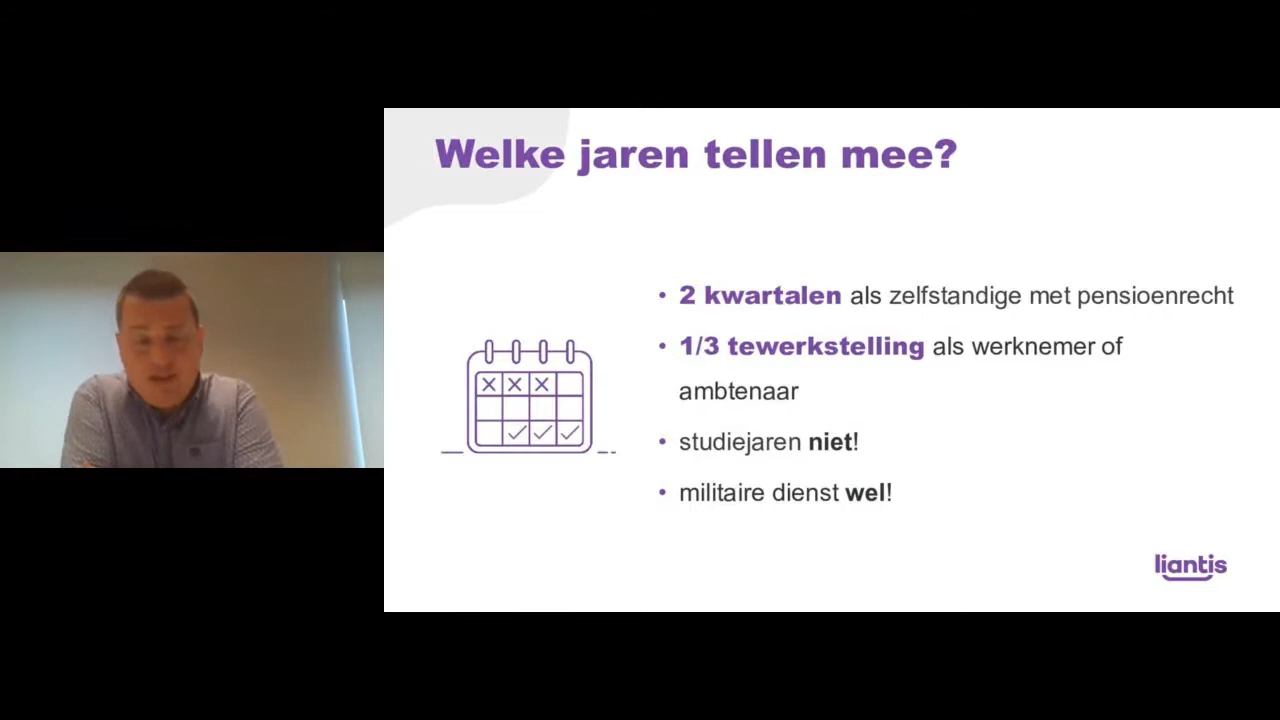 Welke jaren tellen mee?
• 2 kwartalen als zelfstandige met pensioenrecht
• 1/3 tewerkstelling als werknemer of
ambtenaar
• studiejaren niet!
• militaire dienst wel!
liantis